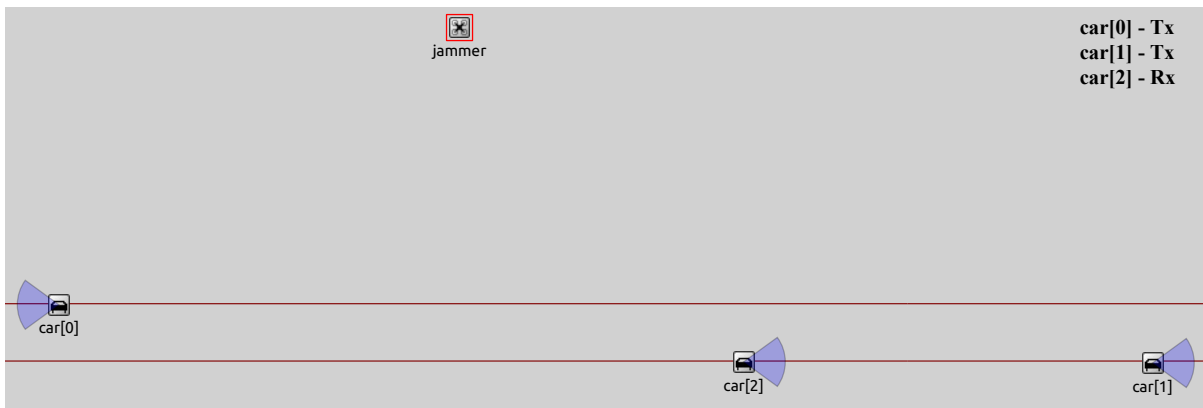 jammer
car[0] - Tx
car[1] - Tx
car[2] - Rx
car[0]
car[2]
car[1]